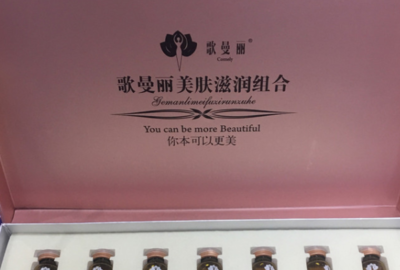 歌曼丽®
歌曼丽美肤滋润组合
Gemanlimeifuzirunzuhe
You can be more Beautiful
你本可以更美